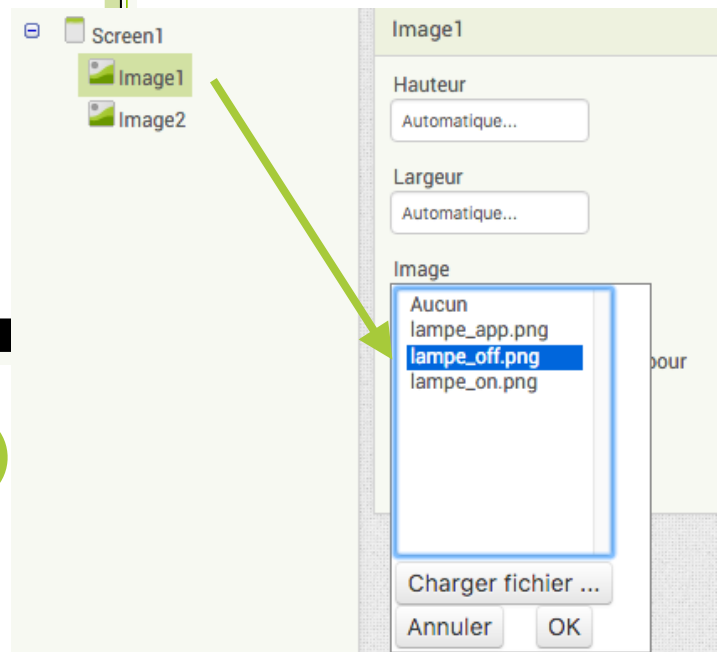 Screen1
Image1
Image2
Image1
Hauteur
Automatique...
Largeur
Automatique...
Image
Aucun
lampe_app.png
lampe_off.png
lampe_on.png
pour
Charger fichier ...
Annuler
OK